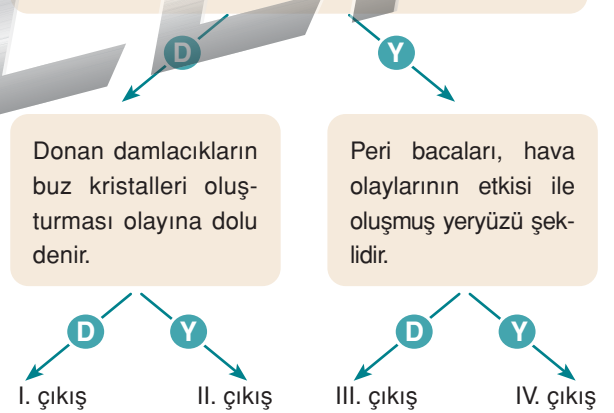 D Y
Donan damlacıkların
buz kristalleri oluş-
turması olayına dolu
denir.
Peri bacaları, hava
olaylarının etkisi ile
oluşmuş yeryüzü şek-
lidir.
D Y D Y
I. çıkış II. çıkış III. çıkış IV. çıkış